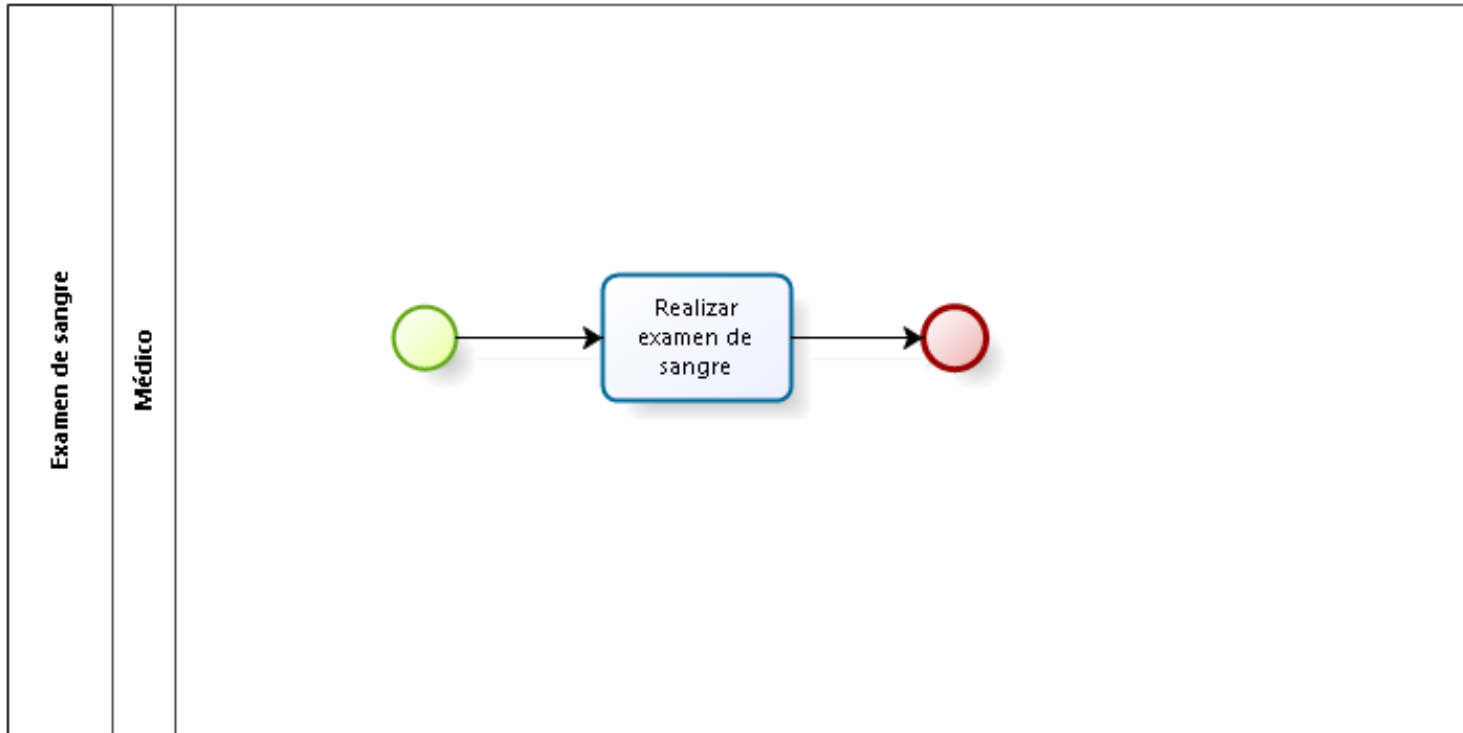 Examen de sangre
Médico
Realizar
examen de
sangre